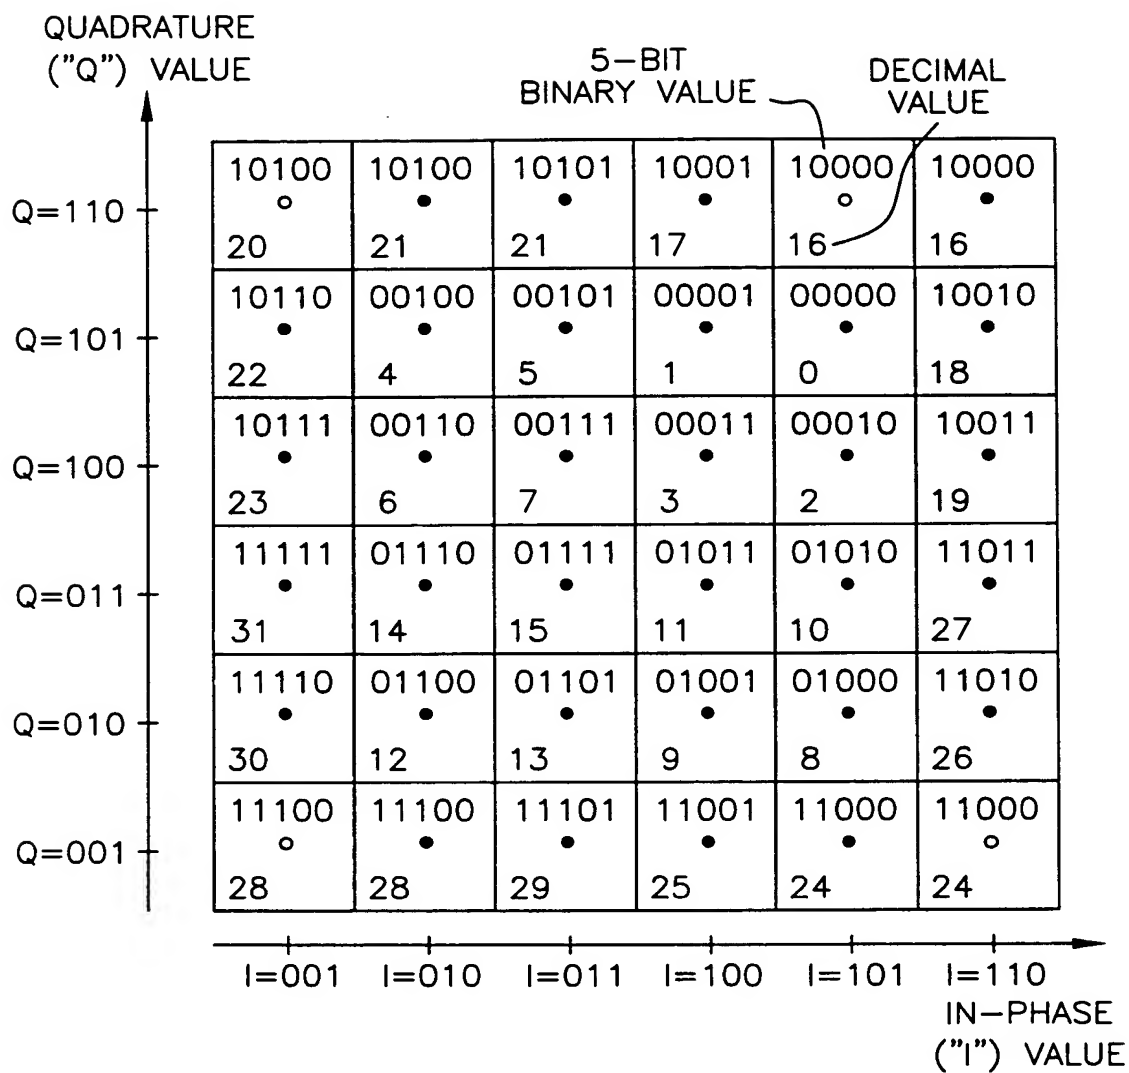 QUADRATURE
("Q") VALUE
5-BIT
BINARY VALUE
DECIMAL
VALUE
10100 10100 10101 10001 10000 10000
Q=110
20 21 21 17 16 16
10110 00100 00101 00001 00000 10010
Q=101
22 4 5 1 0 18
10111 00110 00111 00011 00010 10011
Q=100
23 6 7 3 2 19
11111 01110 01111 01011 01010 11011
Q=011
31 14 15 11 10 27
11110 01100 01101 01001 01000 11010
Q=010
30 12 13 9 8 26
11100 11100 11101 11001 11000 11000
Q=001
28 28 29 25 24 24
I=001 I=010 I=011 I=100 I=101 I=110
IN-PHASE
("I") VALUE